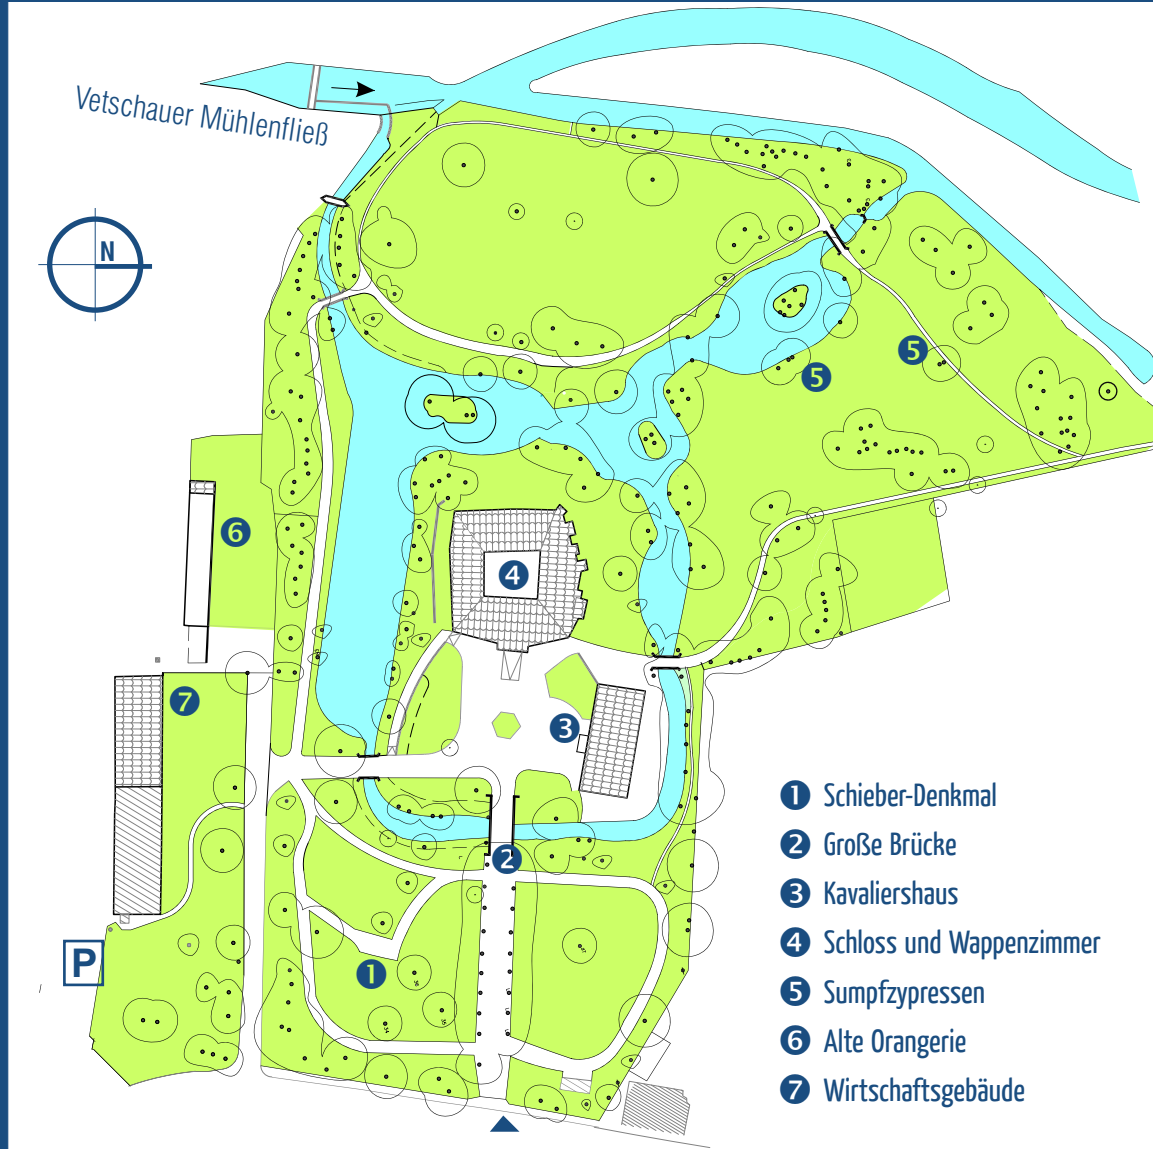 Vetschauer Mühlenfließ
N
5
5
6
4
7
3
2
P
1
1 Schieber-Denkmal
2 Große Brücke
3 Kavaliershaus
4 Schloss und Wappenzimmer
5 Sumpfzypressen
6 Alte Orangerie
7 Wirtschaftsgebäude